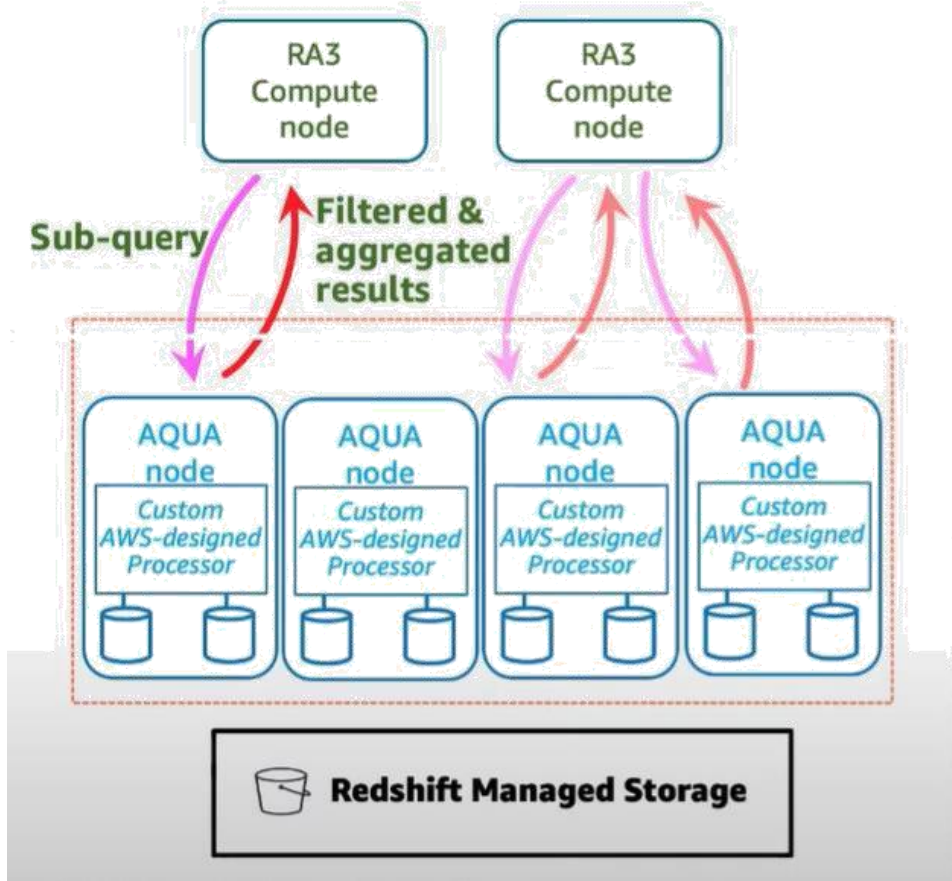 RA3
Compute
node
RA3
Compute
node
Sub-query
Filtered &
aggregated
results
AQUA
node
Custom
AWS-designed
Processor
AQUA
node
Custom
AWS-designed
Processor
AQUA
node
Custom
AWS-designed
Processor
AQUA
node
Custom
AWS-designed
Processor
Redshift Managed Storage